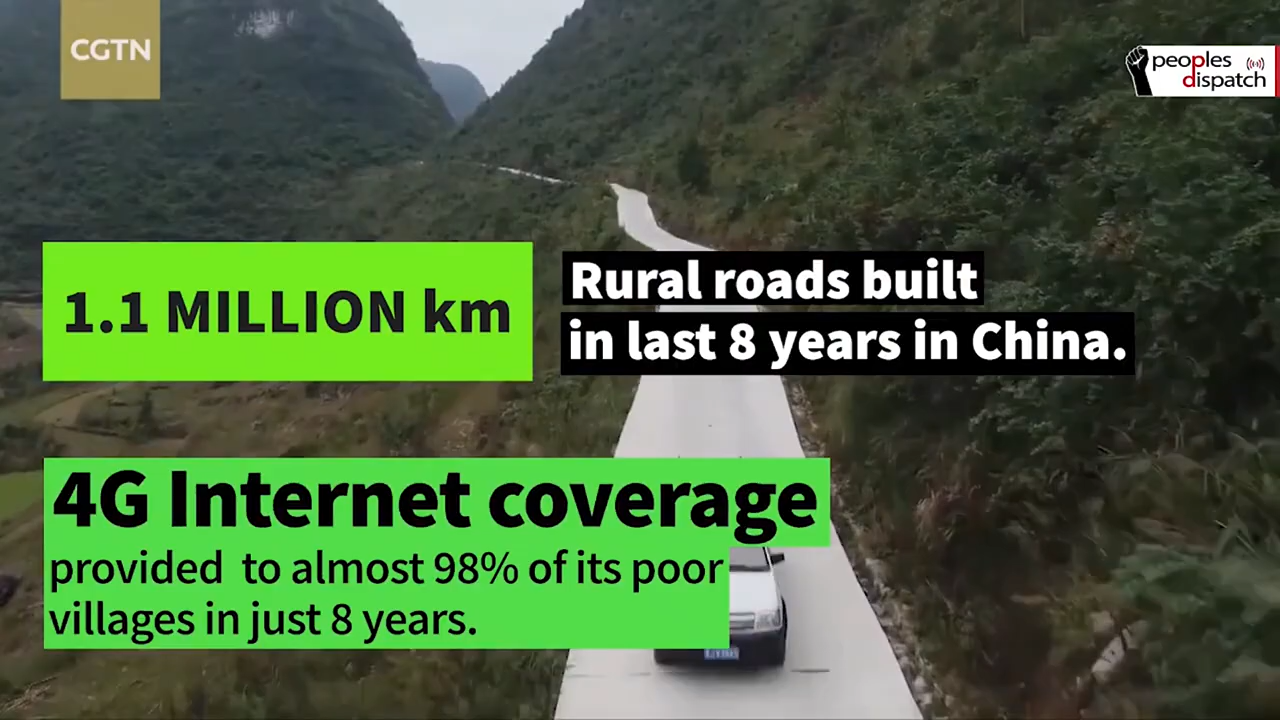 CGTN
peoples
dispatch
1.1 MILLION km
Rural roads built
in last 8 years in China.
4G Internet coverage
provided to almost 98% of its poor
villages in just 8 years.